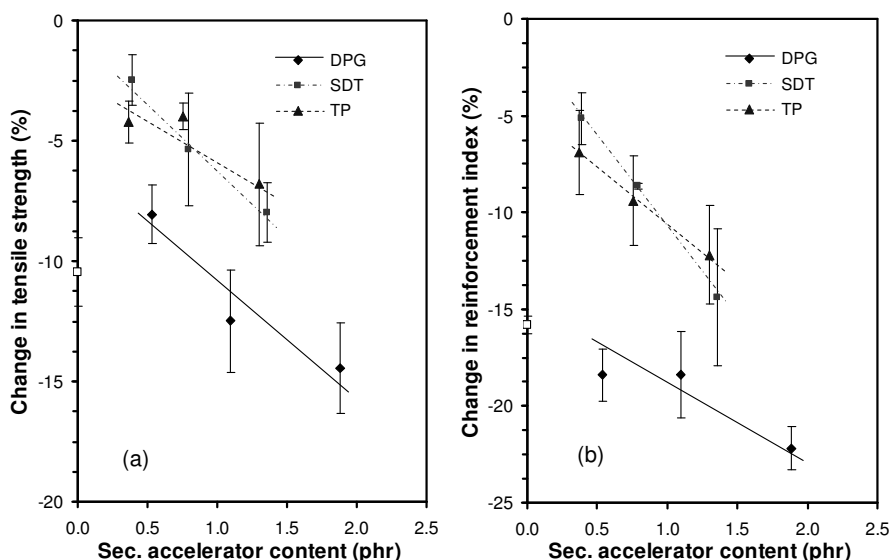 0
-5
-10
-15
-20
Change in tensile strength (%)
DPG
SDT
TP
(a)
0.0 0.5 1.0 1.5 2.0 2.5
Sec. accelerator content (phr)
0
-5
-10
-15
-20
-25
Change in reinforcement index (%)
DPG
SDT
TP
(b)
0.0 0.5 1.0 1.5 2.0 2.5
Sec. accelerator content (phr)